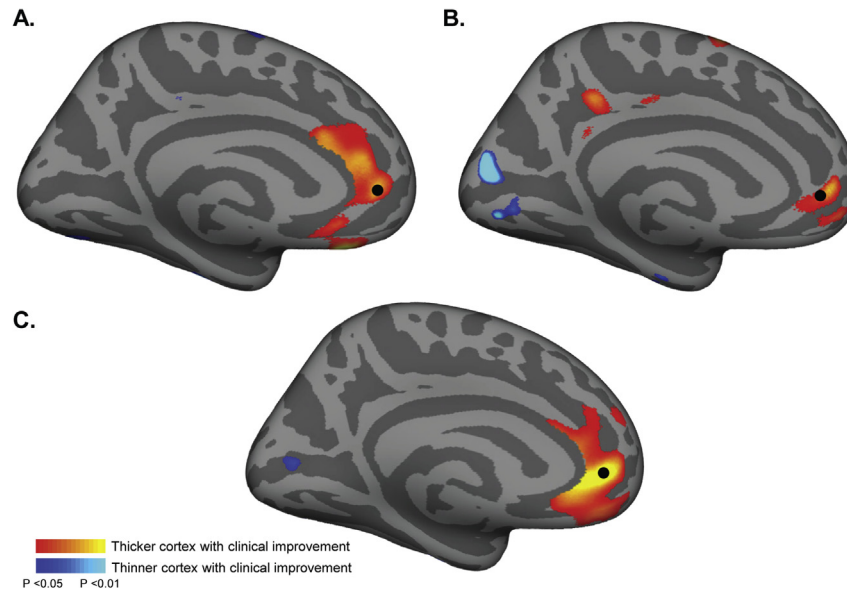 A.
B.
C.
Thicker cortex with clinical improvement
Thinner cortex with clinical improvement
P <0.05 P <0.01